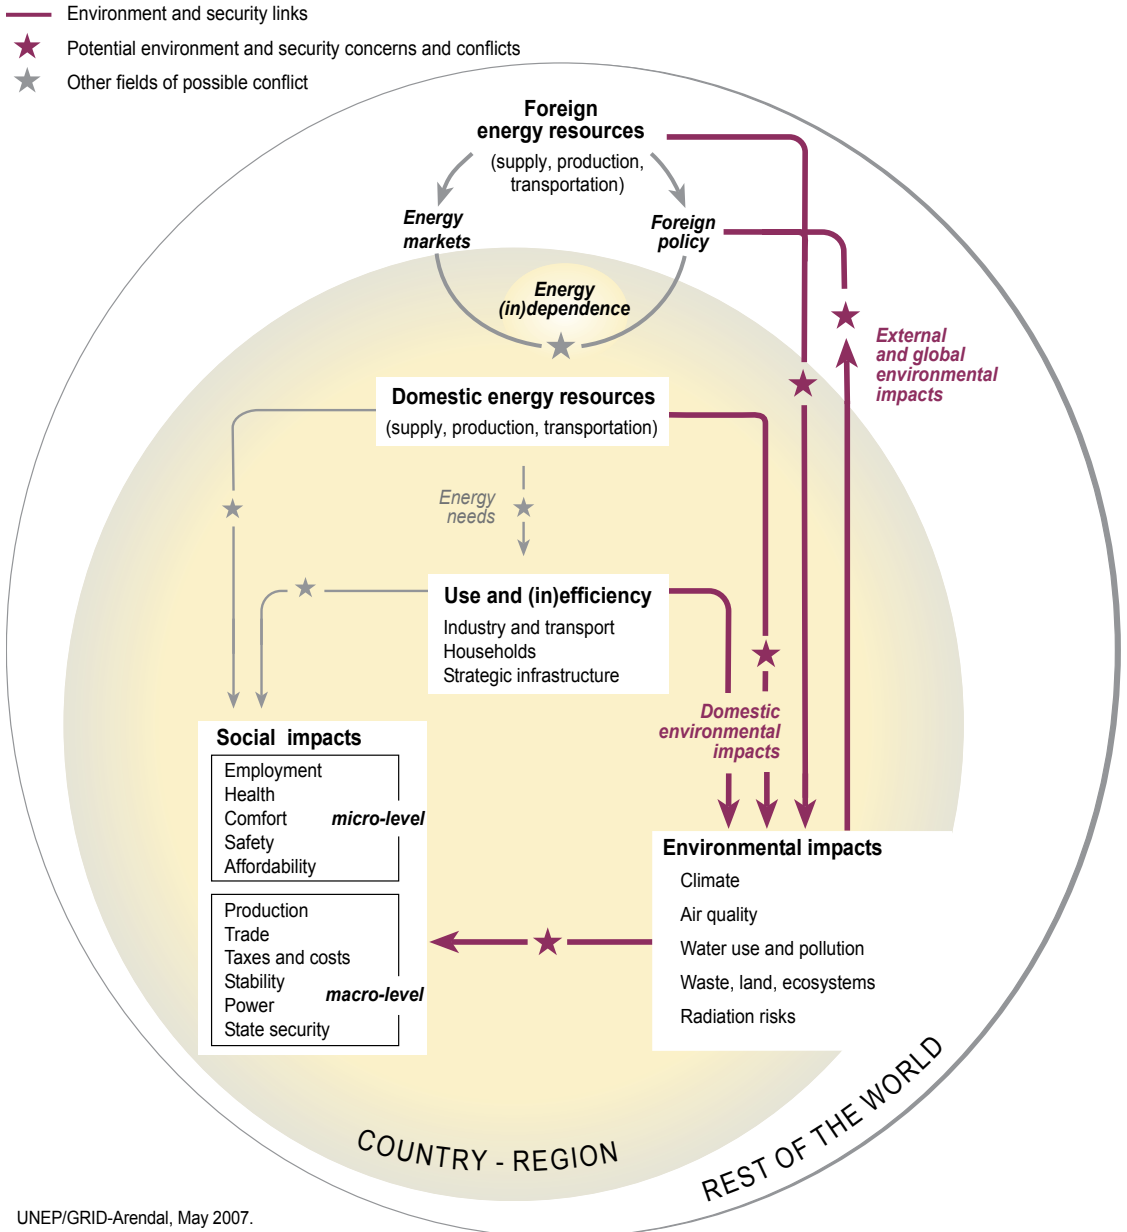 Environment and security links
Potential environment and security concerns and conflicts
Other fields of possible conflict
Foreign
energy resources
(supply, production,
transportation)
Energy
markets
Foreign
policy
Energy
(in)dependence
External
and global
environmental
impacts
Domestic energy resources
(supply, production, transportation)
Energy
needs
Use and (in)efficiency
Industry and transport
Households
Strategic infrastructure
Domestic
environmental
impacts
Social impacts
Employment
Health
Comfort
Safety
Affordability
micro-level
Production
Trade
Taxes and costs
Stability
Power
State security
macro-level
Environmental impacts
Climate
Air quality
Water use and pollution
Waste, land, ecosystems
Radiation risks
COUNTRY - REGION
REST OF THE WORLD
UNEP/GRID-Arendal, May 2007.